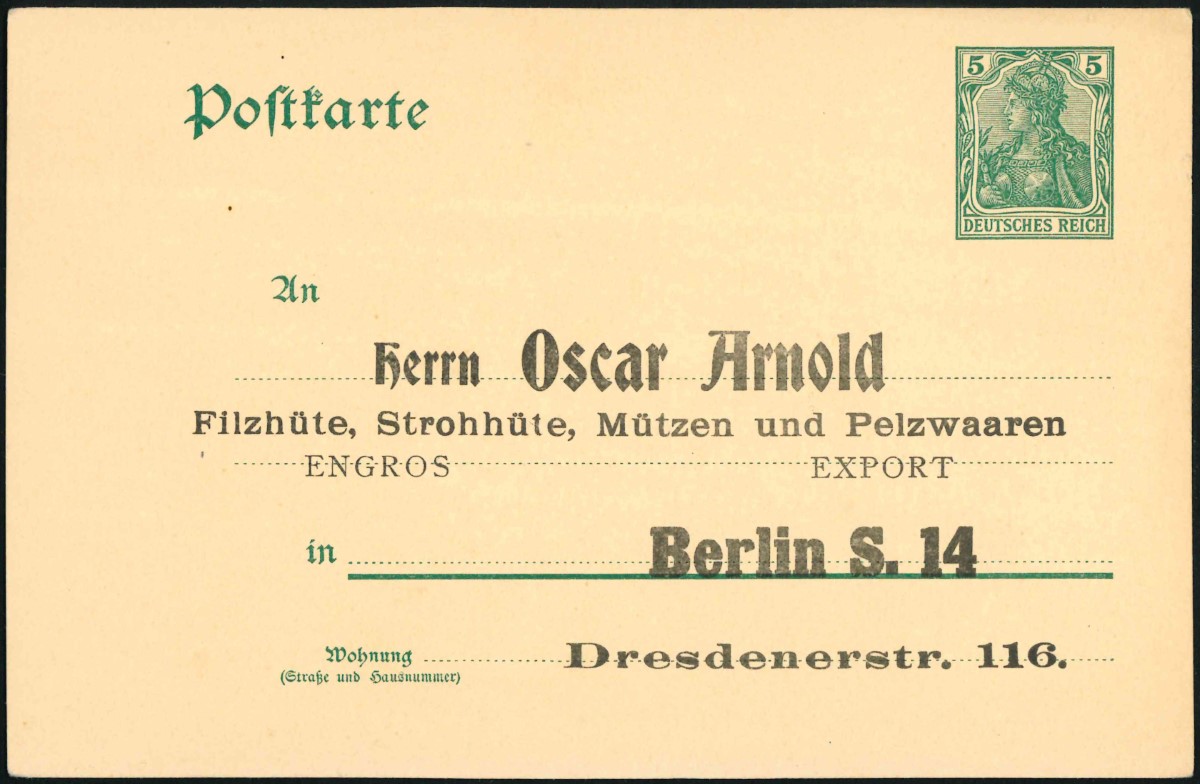 Postkarte
5 5
DEUTSCHES REICH
An
Herrn Oscar Arnold
Filzhüte, Strohhüte, Mützen und Pelzwaaren
ENGROS EXPORT
in Berlin S. 14
Wohnung Dresdenerstr. 116.
(Straße und Hausnummer)